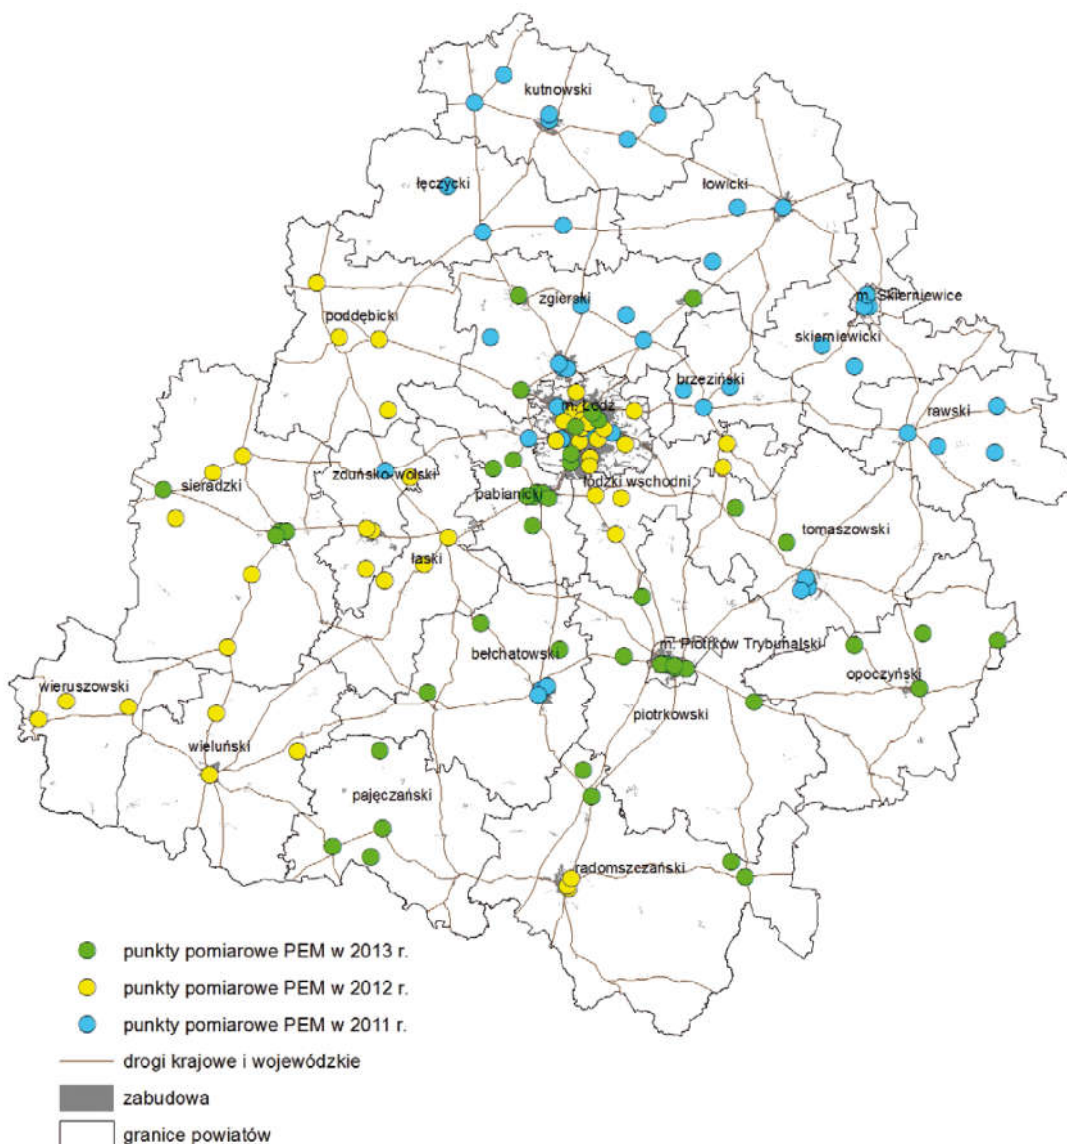 kutnowski
łęczycki
łowicki
zgierski
m. Skierniewice
poddębicki
skierniewicki
brzeziński
m. Łódź
rawski
zduńsko-wolski
sieradzki
pabianicki
łódzki wschodni
tomaszowski
łaski
m. Piotrków Trybunalski
bełchatowski
opoczyński
wieruszowski
piotrkowski
wieluński
pajęczański
radomszczański
punkty pomiarowe PEM w 2013 r.
punkty pomiarowe PEM w 2012 r.
punkty pomiarowe PEM w 2011 r.
drogi krajowe i wojewódzkie
zabudowa
granice powiatów